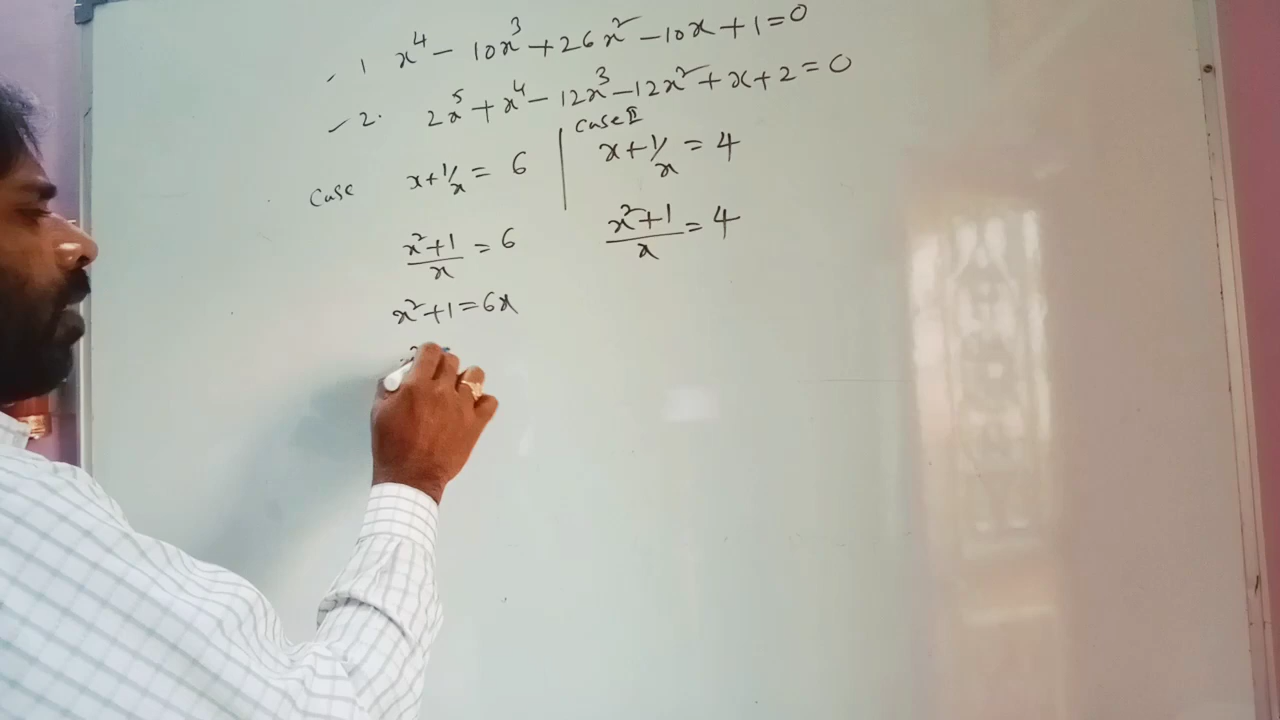 1 x⁴ - 10x³ + 26x² - 10x + 1 = 0
2. 2x⁵ + x⁴ - 12x³ - 12x² + x + 2 = 0
Case x + 1/x = 6
x² + 1 / x = 6
x² + 1 = 6x
Case II
x + 1/x = 4
x² + 1 / x = 4